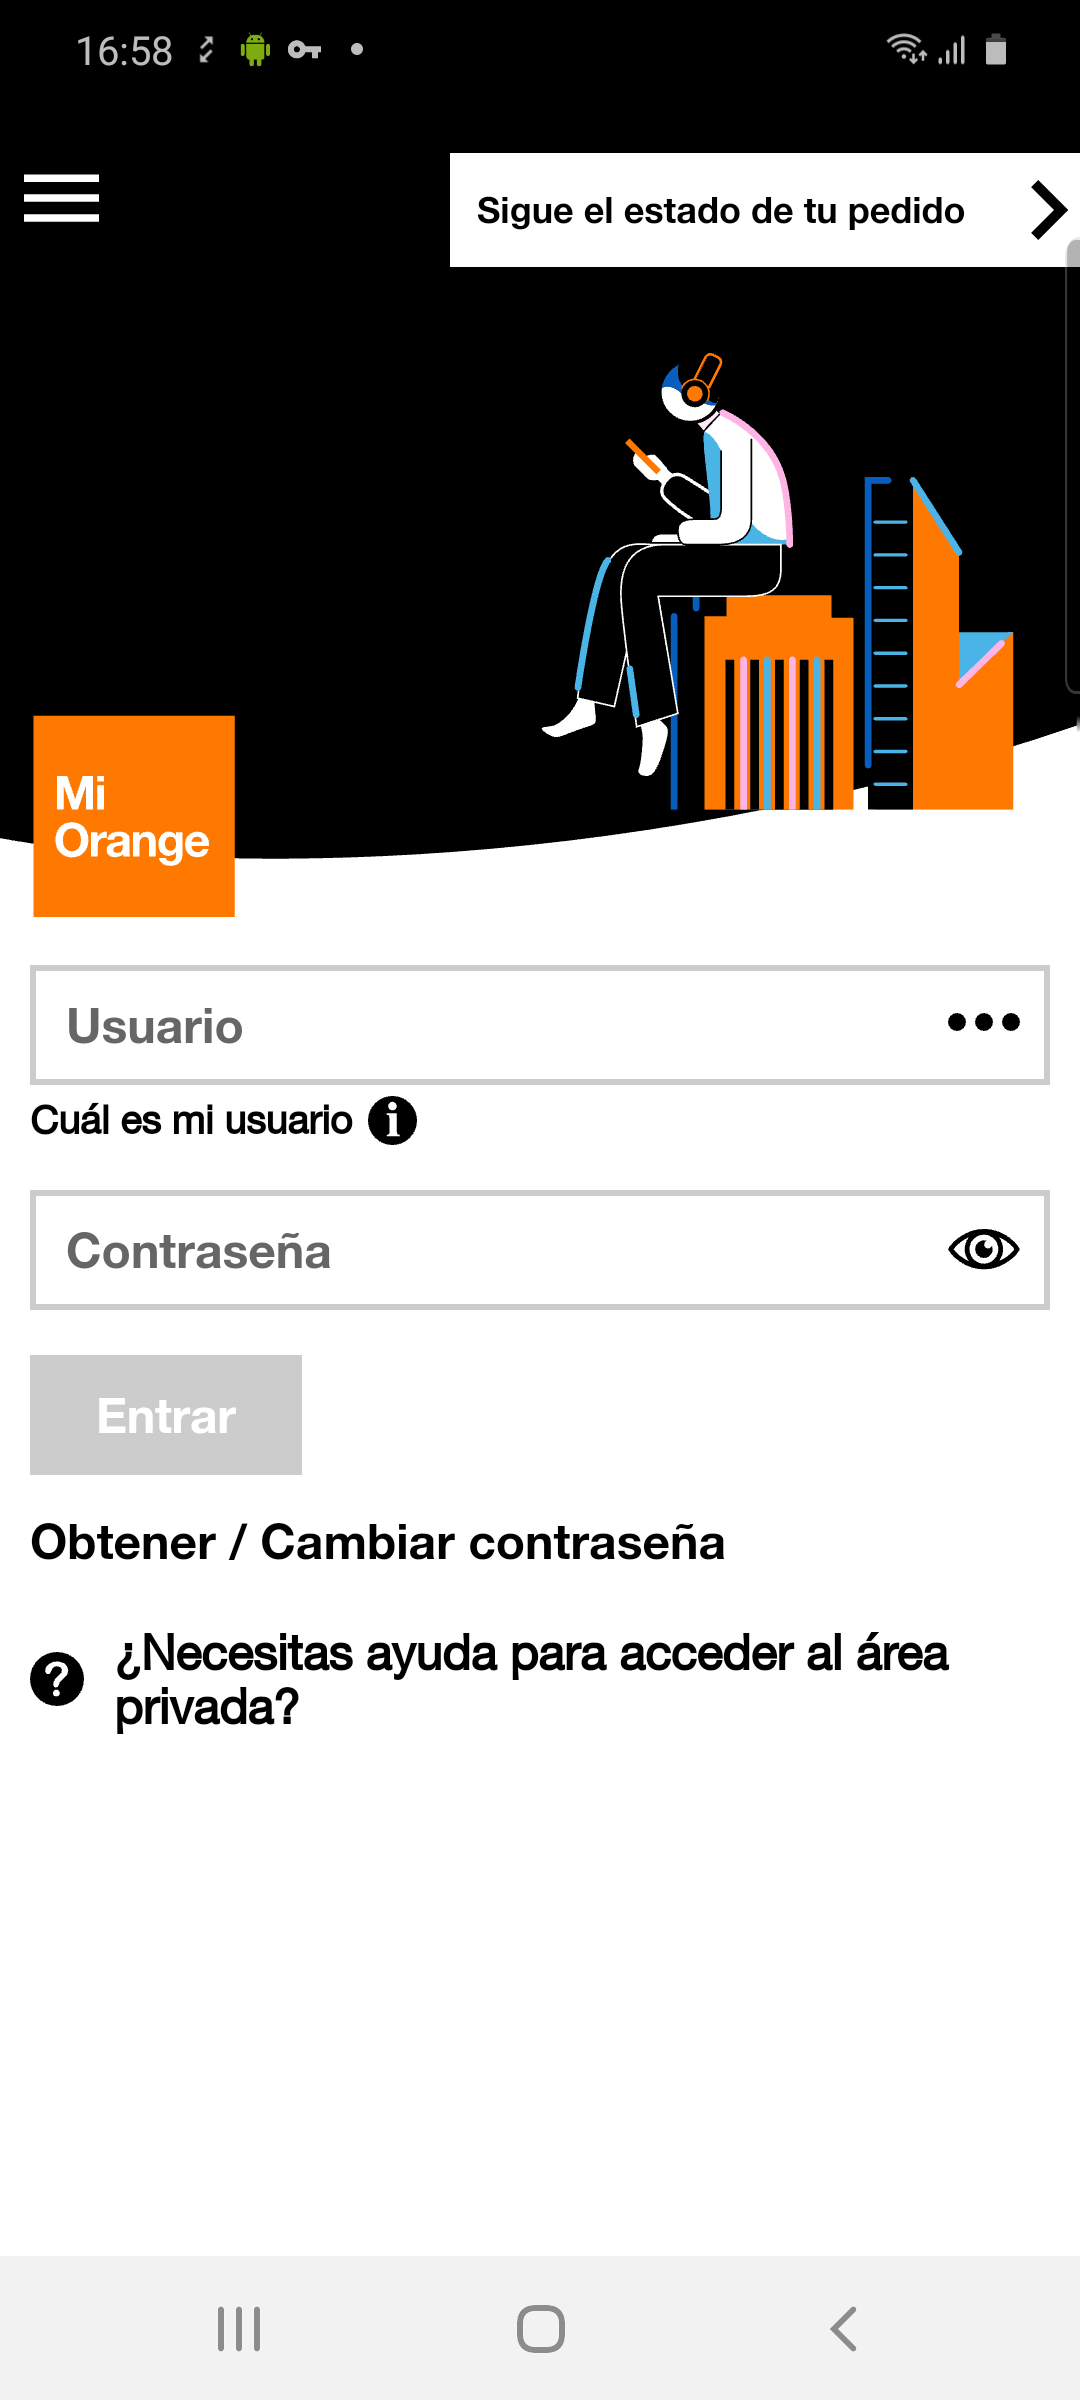 16:58
Sigue el estado de tu pedido
Mi
Orange
Usuario
Cuál es mi usuario
Contraseña
Entrar
Obtener / Cambiar contraseña
¿Necesitas ayuda para acceder al área
privada?